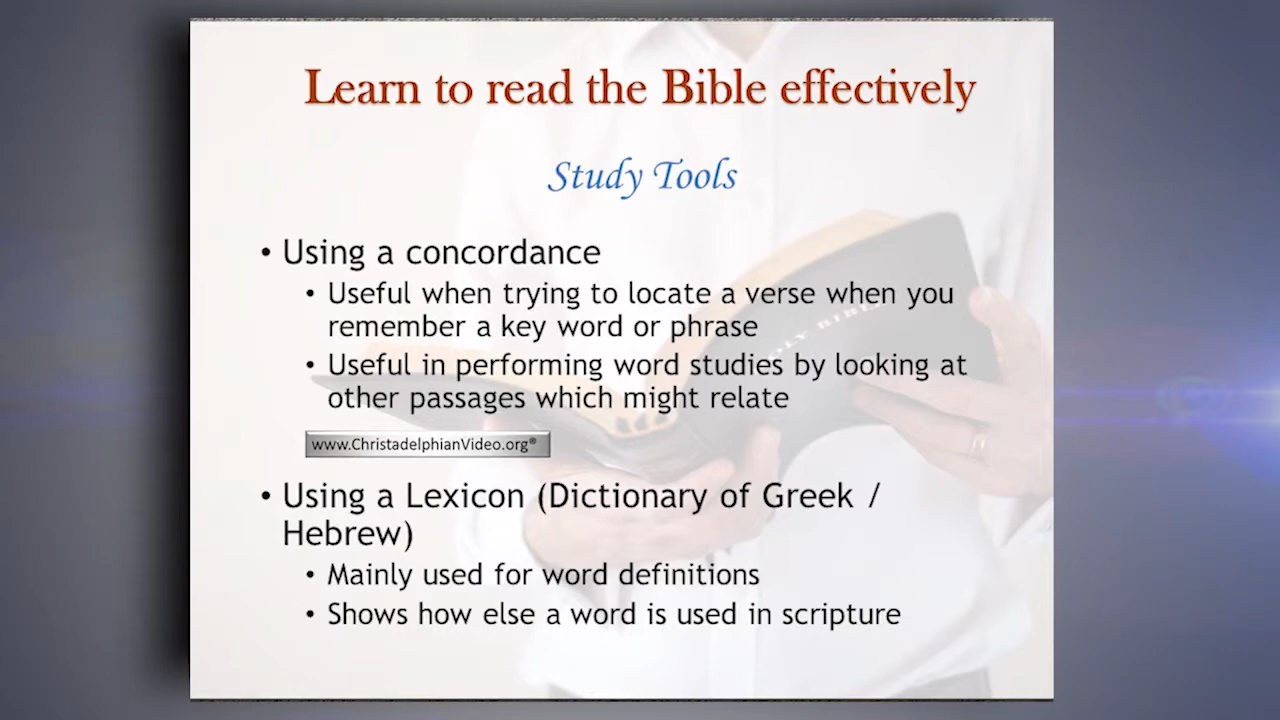 Learn to read the Bible effectively
Study Tools
• Using a concordance
• Useful when trying to locate a verse when you
remember a key word or phrase
• Useful in performing word studies by looking at
other passages which might relate
www.ChristadelphianVideo.org®
• Using a Lexicon (Dictionary of Greek /
Hebrew)
• Mainly used for word definitions
• Shows how else a word is used in scripture